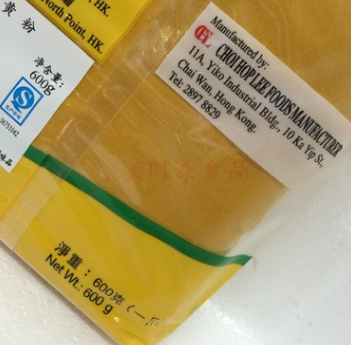 黄粉
North Point, HK.
净含量:
600g
Manufactured by:
CHOI HOP LEE FOODS MANUFACTURER
11A, Yiko Industrial Bldg., 10 Ka Yip St.,
Chai Wan, Hong Kong.
Tel: 2897 8829
淨重:600克(一
Net Wt.: 600 g